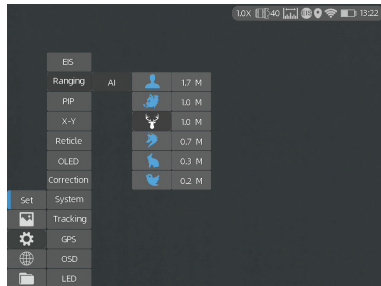 1.0X 40 13:22
EIS
Ranging AI 1.7 M
PIP 1.0 M
X-Y 1.0 M
Reticle 0.7 M
OLED 0.3 M
Correction 0.2 M
Set System
Tracking
GPS
OSD
LED